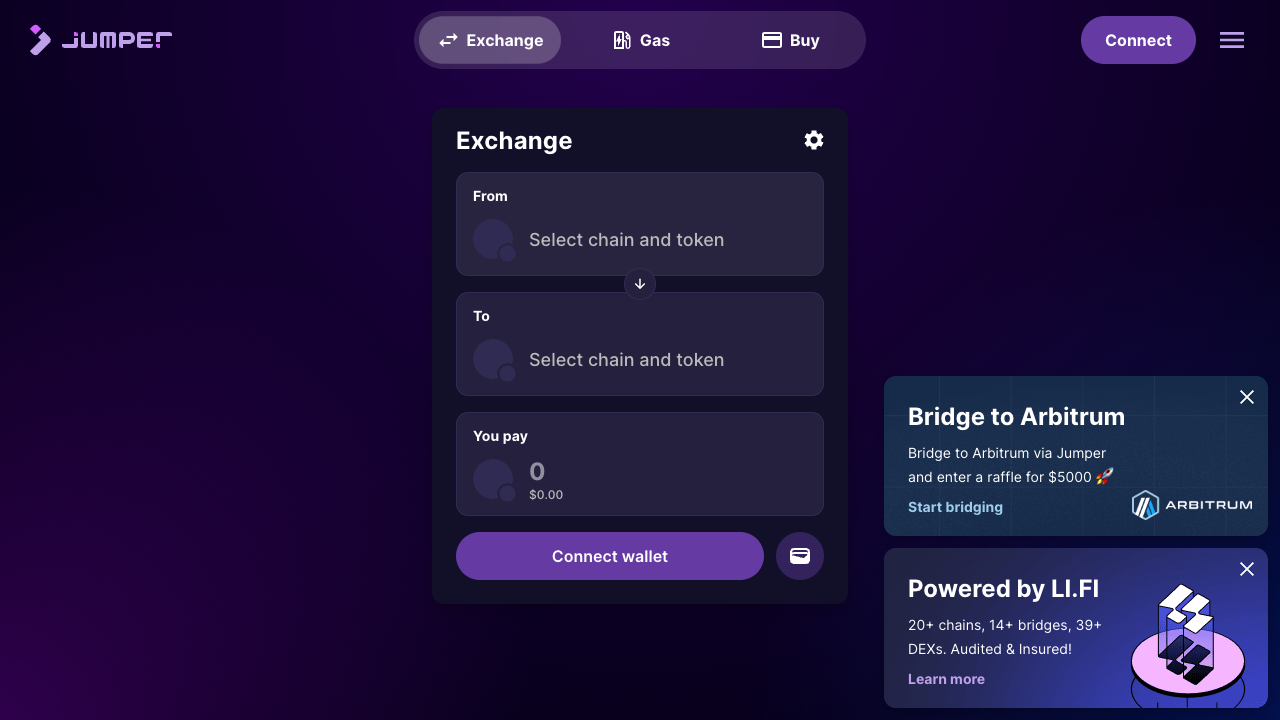 JUMPER
Exchange
Gas
Buy
Connect
Exchange
From
Select chain and token
To
Select chain and token
You pay
0
$0.00
Connect wallet
Bridge to Arbitrum
Bridge to Arbitrum via Jumper
and enter a raffle for $5000 🚀
Start bridging
ARBITRUM
Powered by LI.FI
20+ chains, 14+ bridges, 39+
DEXs. Audited & Insured!
Learn more